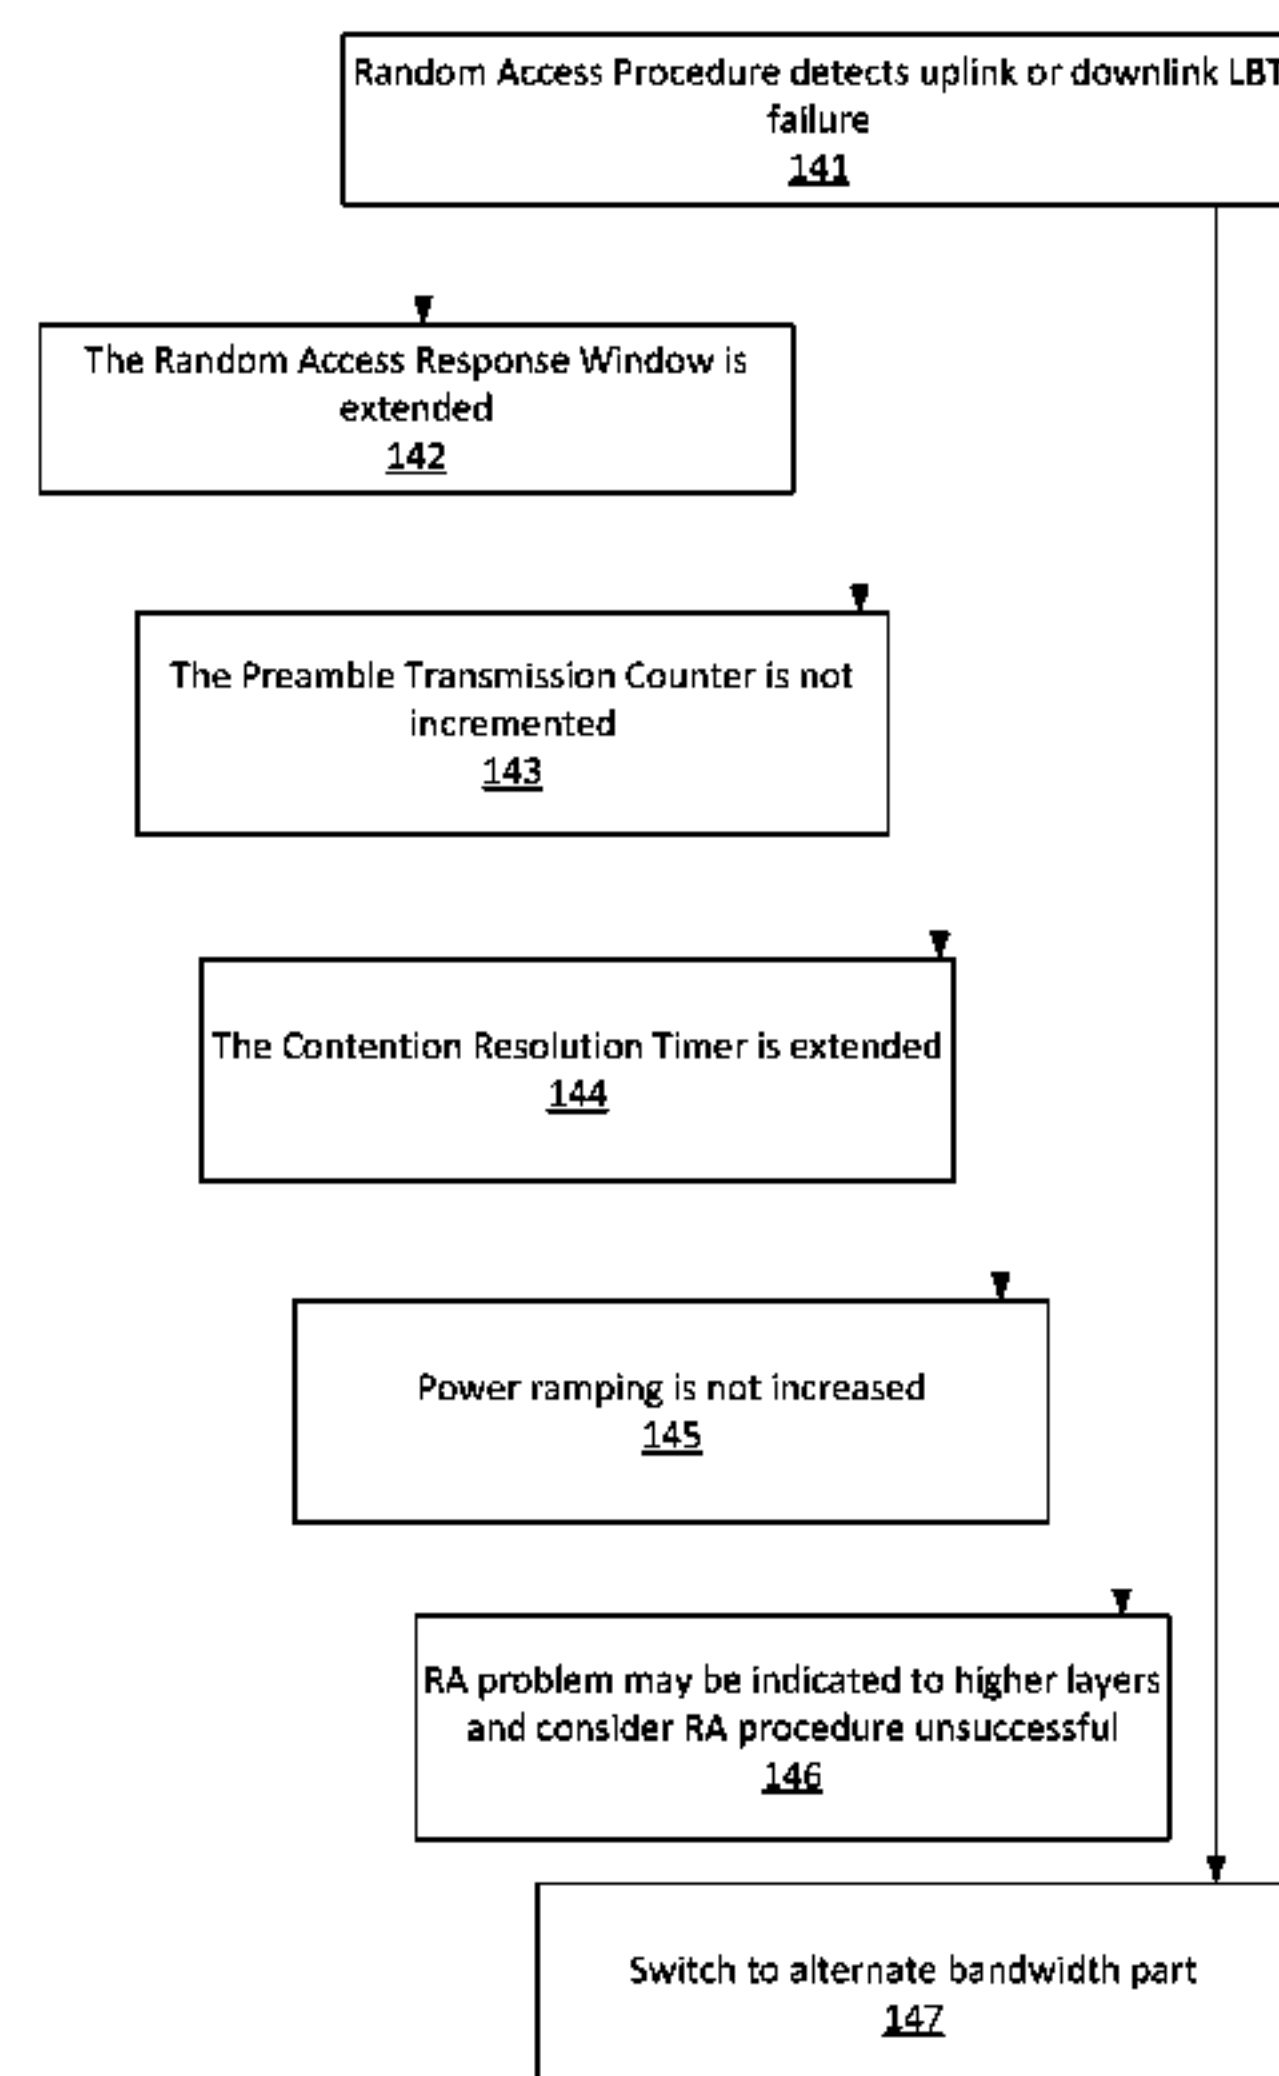 Random Access Procedure detects uplink or downlink LBT
failure
141
The Random Access Response Window is
extended
142
The Preamble Transmission Counter is not
incremented
143
The Contention Resolution Timer is extended
144
Power ramping is not increased
145
RA problem may be indicated to higher layers
and consider RA procedure unsuccessful
146
Switch to alternate bandwidth part
147